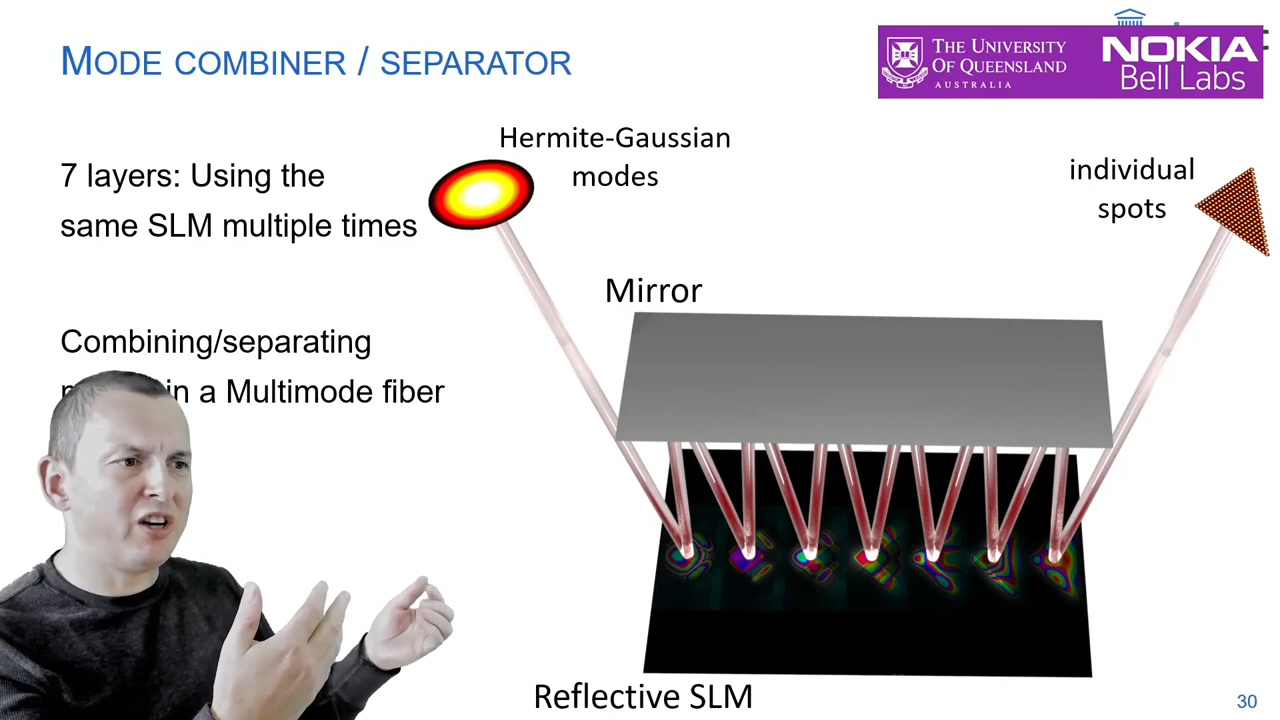 MODE COMBINER / SEPARATOR
THE UNIVERSITY
OF QUEENSLAND
AUSTRALIA
NOKIA
Bell Labs
Hermite-Gaussian
modes
individual
spots
7 layers: Using the
same SLM multiple times
Mirror
Combining/separating
in a Multimode fiber
Reflective SLM
30